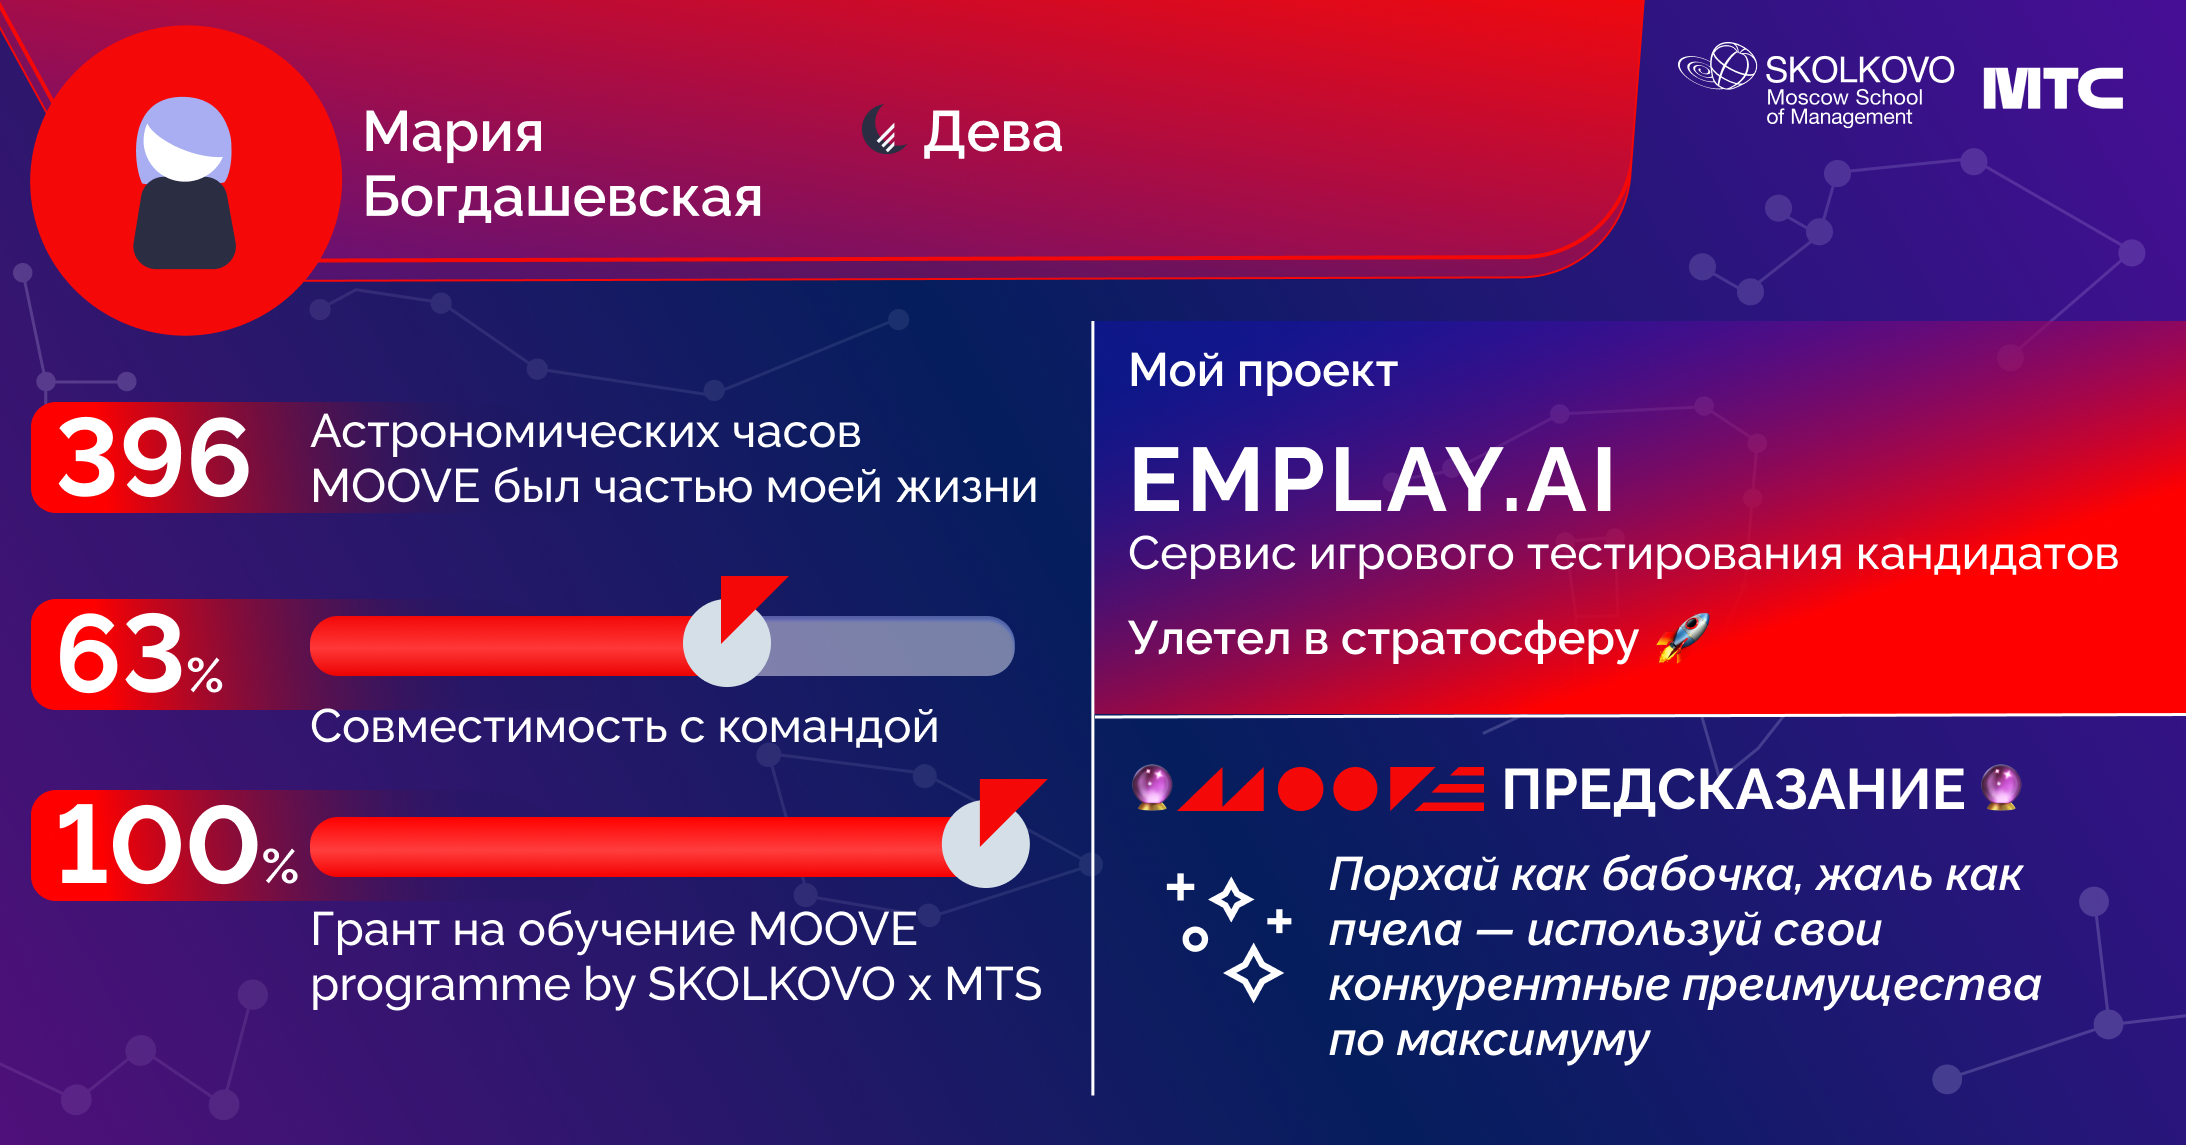 Мария
Богдашевская
Дева
SKOLKOVO
Moscow School
of Management
МТС
396
Астрономических часов
MOOVE был частью моей жизни
63%
Совместимость с командой
100%
Грант на обучение MOOVE
programme by SKOLKOVO x MTS
Мой проект
EMPLAY.AI
Сервис игрового тестирования кандидатов
Улетел в стратосферу 🚀
🔮 MOOVE ПРЕДСКАЗАНИЕ 🔮
Порхай как бабочка, жаль как
пчела — используй свои
конкурентные преимущества
по максимуму